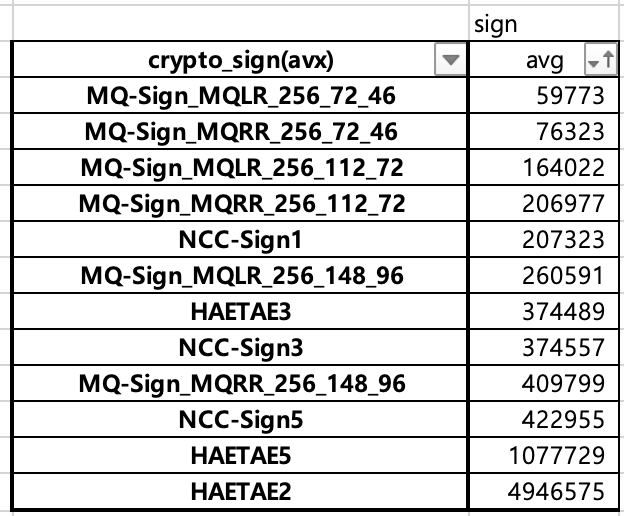 sign
crypto_sign(avx) avg
MQ-Sign_MQLR_256_72_46 59773
MQ-Sign_MQRR_256_72_46 76323
MQ-Sign_MQLR_256_112_72 164022
MQ-Sign_MQRR_256_112_72 206977
NCC-Sign1 207323
MQ-Sign_MQLR_256_148_96 260591
HAETAE3 374489
NCC-Sign3 374557
MQ-Sign_MQRR_256_148_96 409799
NCC-Sign5 422955
HAETAE5 1077729
HAETAE2 4946575